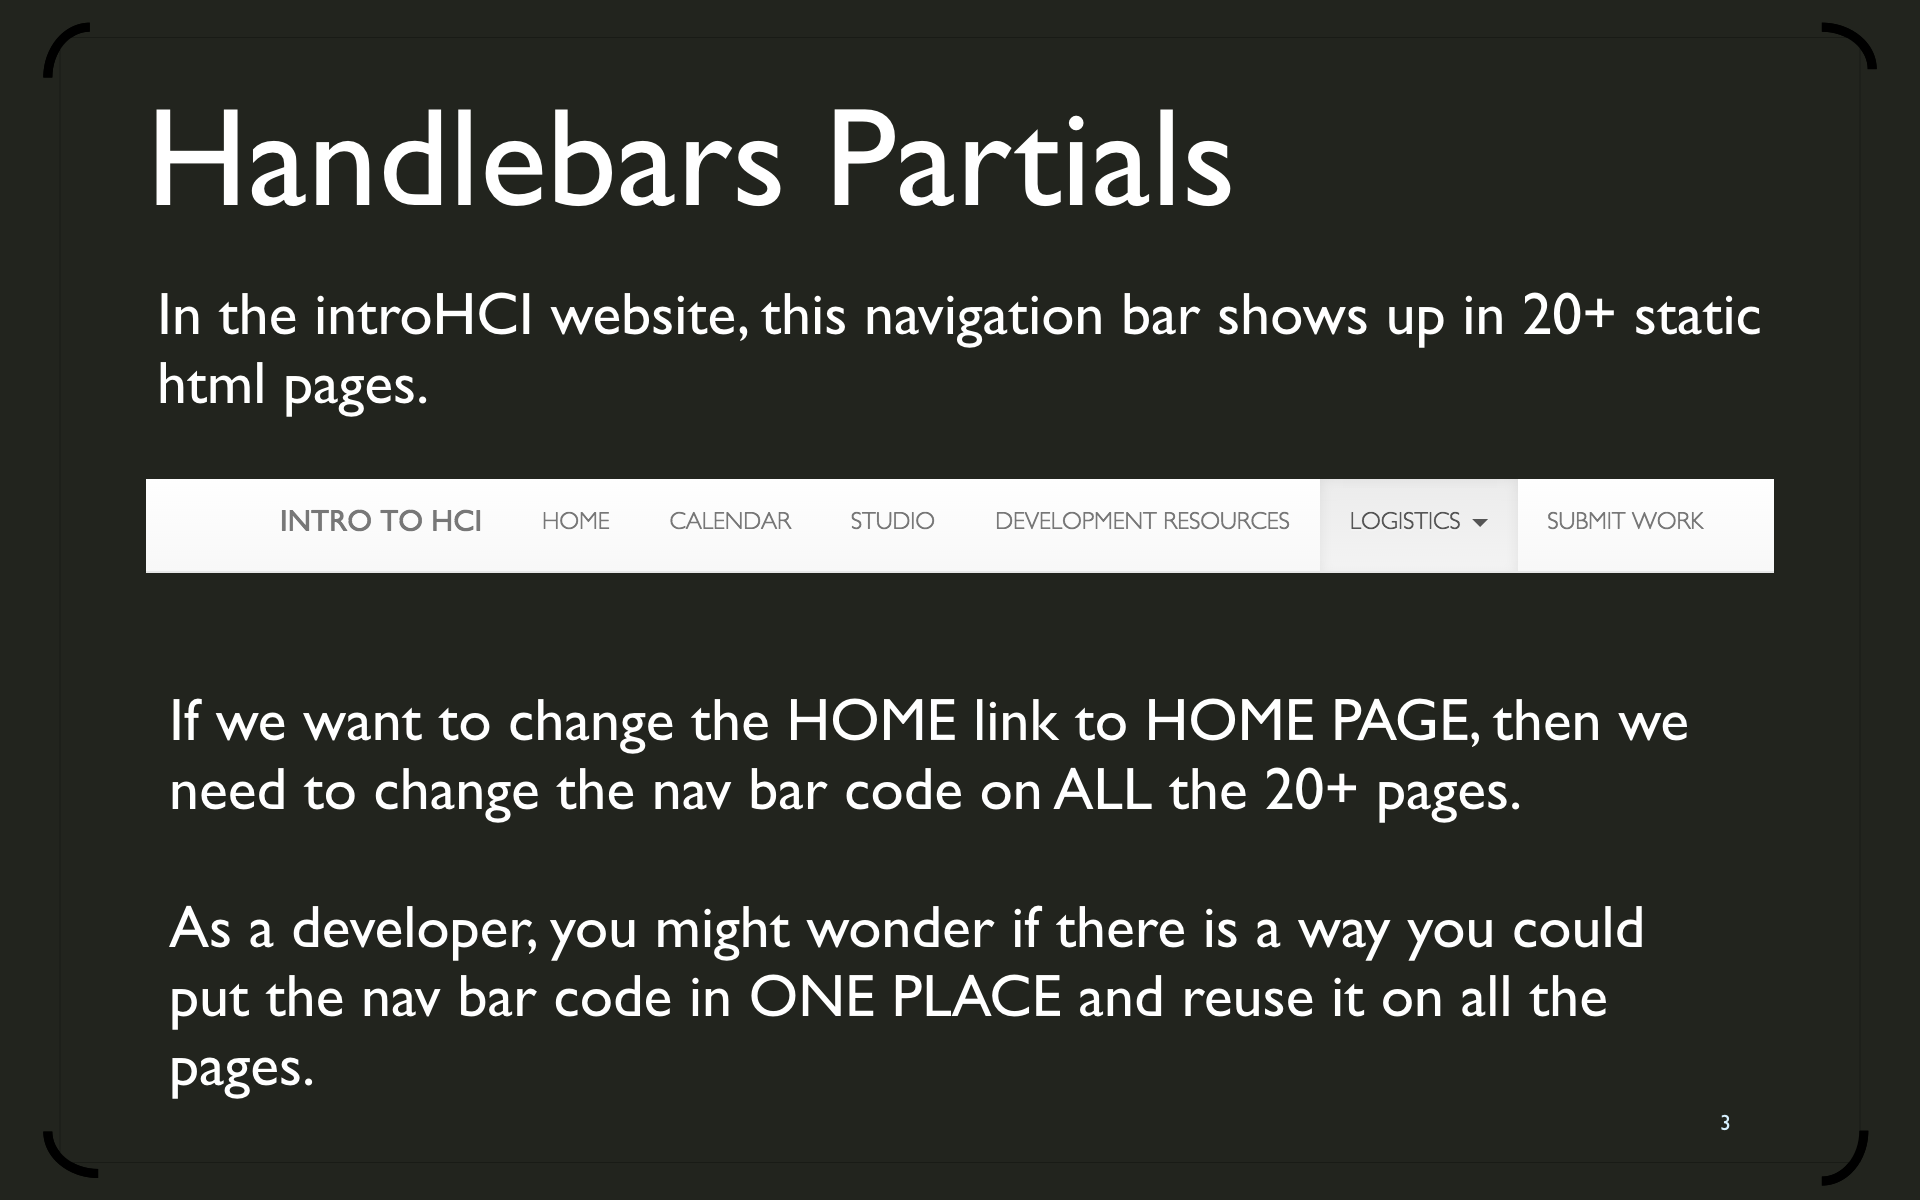 Handlebars Partials
In the introHCI website, this navigation bar shows up in 20+ static
html pages.
INTRO TO HCI HOME CALENDAR STUDIO DEVELOPMENT RESOURCES LOGISTICS SUBMIT WORK
If we want to change the HOME link to HOME PAGE, then we
need to change the nav bar code on ALL the 20+ pages.
As a developer, you might wonder if there is a way you could
put the nav bar code in ONE PLACE and reuse it on all the
pages.
3